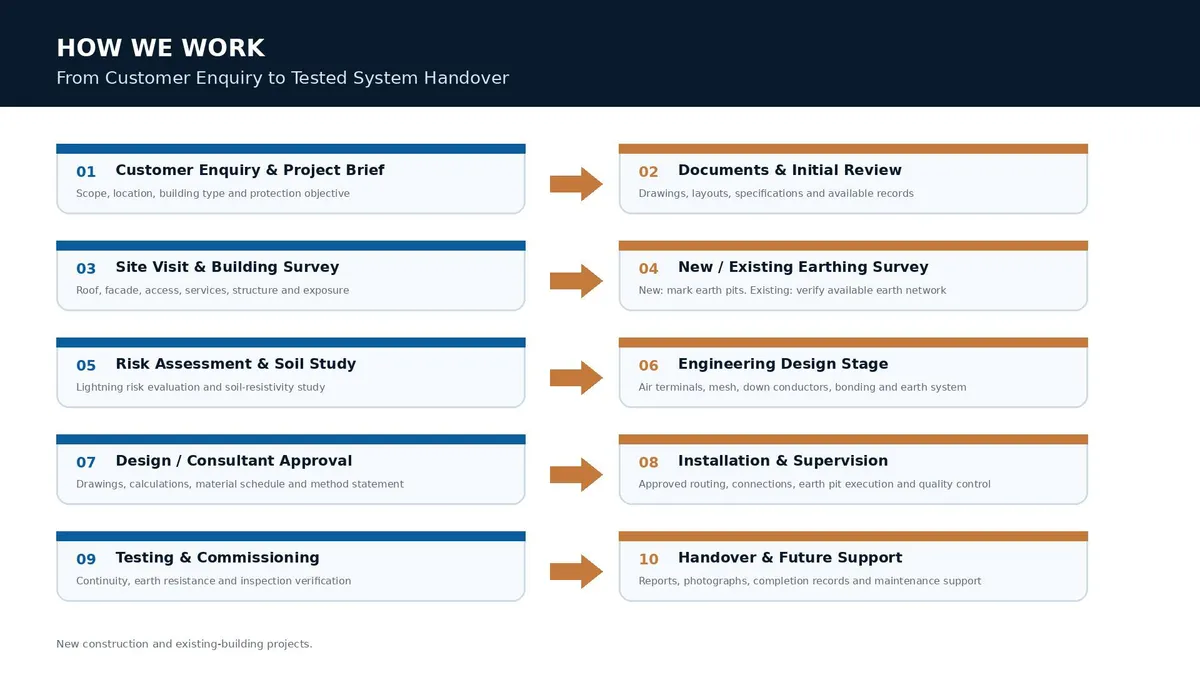 HOW WE WORK
From Customer Enquiry to Tested System Handover
01 Customer Enquiry & Project Brief
Scope, location, building type and protection objective
02 Documents & Initial Review
Drawings, layouts, specifications and available records
03 Site Visit & Building Survey
Roof, facade, access, services, structure and exposure
04 New / Existing Earthing Survey
New: mark earth pits. Existing: verify available earth network
05 Risk Assessment & Soil Study
Lightning risk evaluation and soil-resistivity study
06 Engineering Design Stage
Air terminals, mesh, down conductors, bonding and earth system
07 Design / Consultant Approval
Drawings, calculations, material schedule and method statement
08 Installation & Supervision
Approved routing, connections, earth pit execution and quality control
09 Testing & Commissioning
Continuity, earth resistance and inspection verification
10 Handover & Future Support
Reports, photographs, completion records and maintenance support
New construction and existing-building projects.